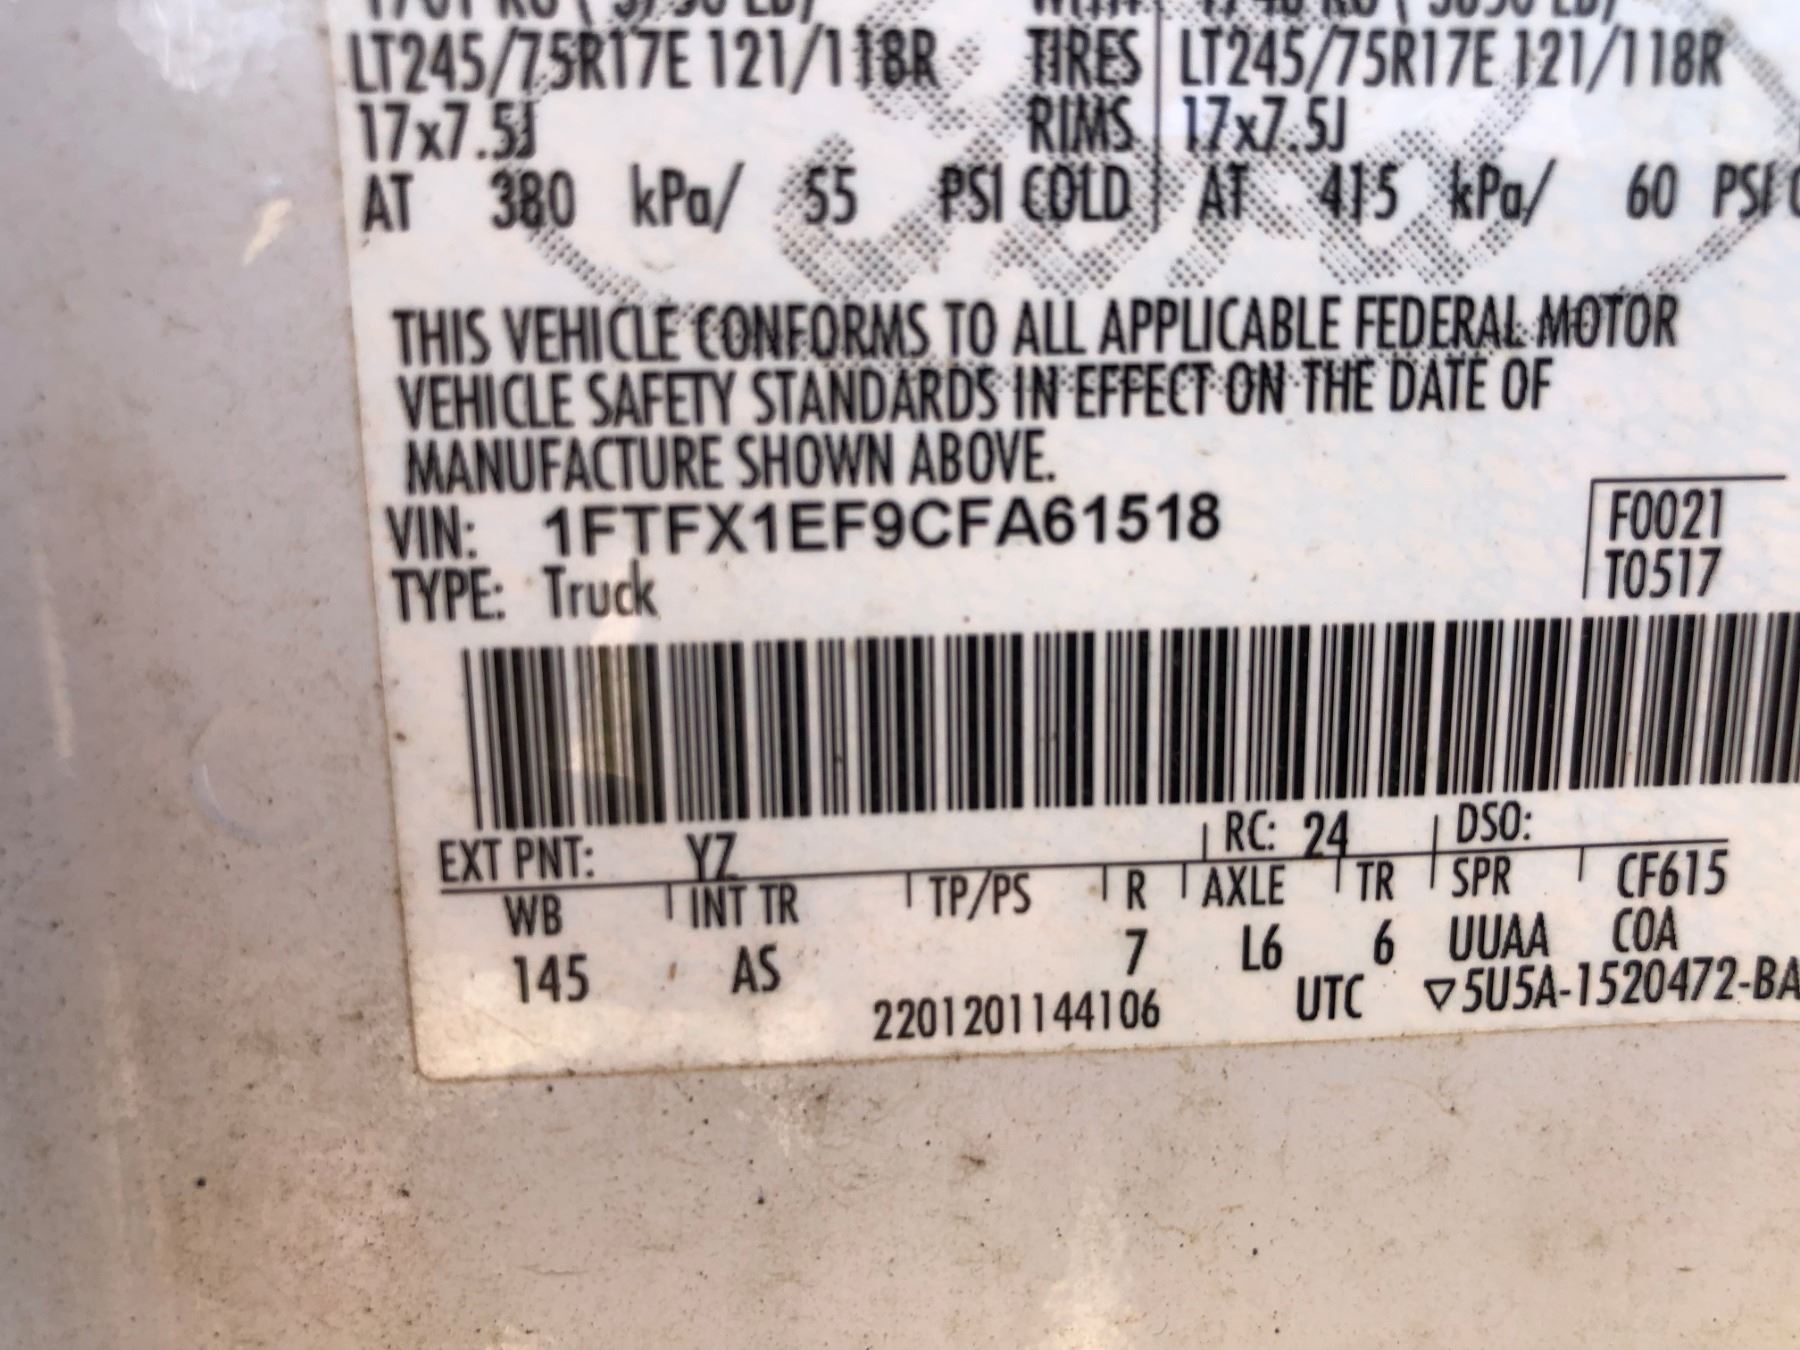 LT245/75R17E 121/118R TIRES LT245/75R17E 121/118R
17x7.5J RIMS 17x7.5J
AT 380 kPa/ 55 PSI COLD AT 415 kPa/ 60 PSI
THIS VEHICLE CONFORMS TO ALL APPLICABLE FEDERAL MOTOR
VEHICLE SAFETY STANDARDS IN EFFECT ON THE DATE OF
MANUFACTURE SHOWN ABOVE.
VIN: 1FTFX1EF9CFA61518 F0021
TYPE: Truck T0517
EXT PNT: YZ RC: 24 DSO:
WB INT TR TP/PS R AXLE TR SPR CF615
145 AS 7 L6 6 UUAA COA
2201201144106 UTC ▽5U5A-1520472-BA